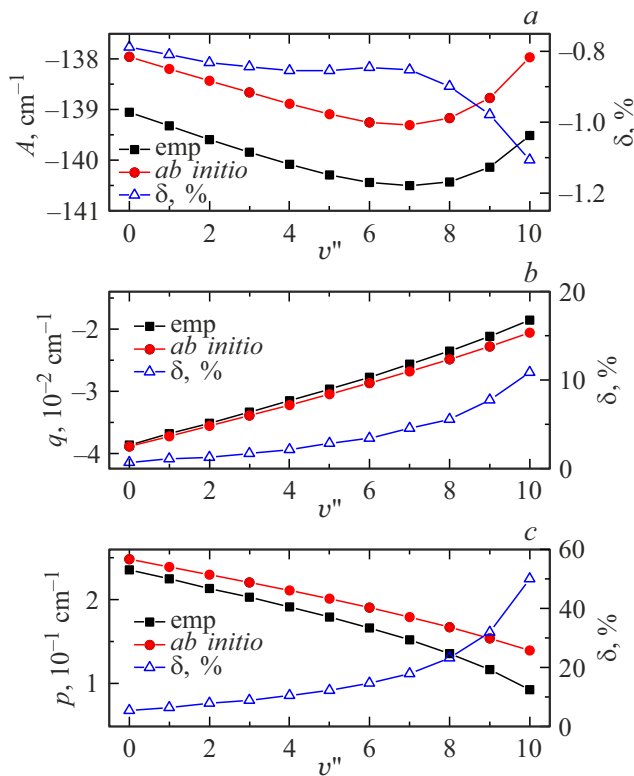 a
A, cm⁻¹
−138
−139
−140
−141
emp
ab initio
δ, %
−0.8
−1.0
−1.2
δ, %
0 2 4 6 8 10
υ"
b
q, 10⁻² cm⁻¹
−2
−3
−4
emp
ab initio
δ, %
20
10
0
δ, %
0 2 4 6 8 10
υ"
c
p, 10⁻¹ cm⁻¹
2
1
emp
ab initio
δ, %
60
40
20
0
δ, %
0 2 4 6 8 10
υ"